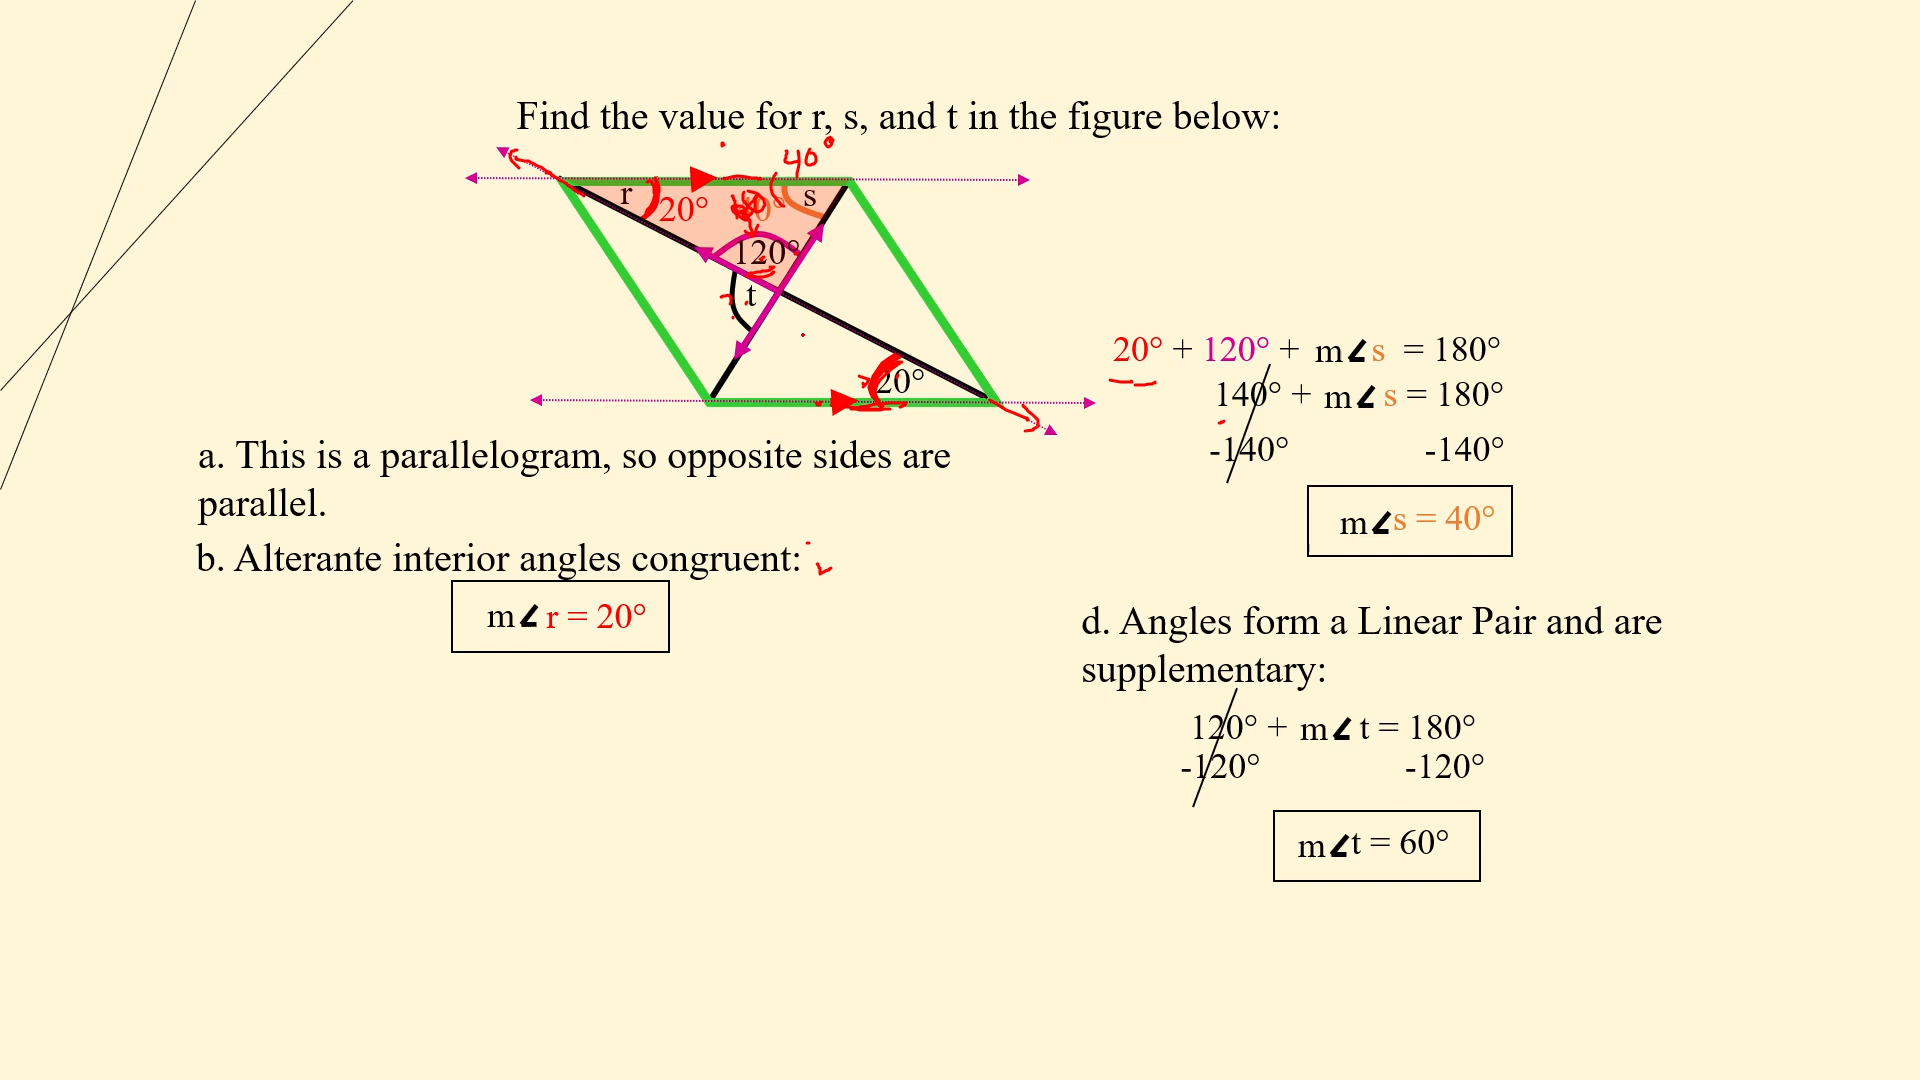 Find the value for r, s, and t in the figure below:
40°
r
20°
s
120°
t
20°
20° + 120° + m∠s = 180°
140° + m∠s = 180°
-140° -140°
m∠s = 40°
a. This is a parallelogram, so opposite sides are
parallel.
b. Alterante interior angles congruent:
m∠r = 20°
d. Angles form a Linear Pair and are
supplementary:
120° + m∠t = 180°
-120° -120°
m∠t = 60°